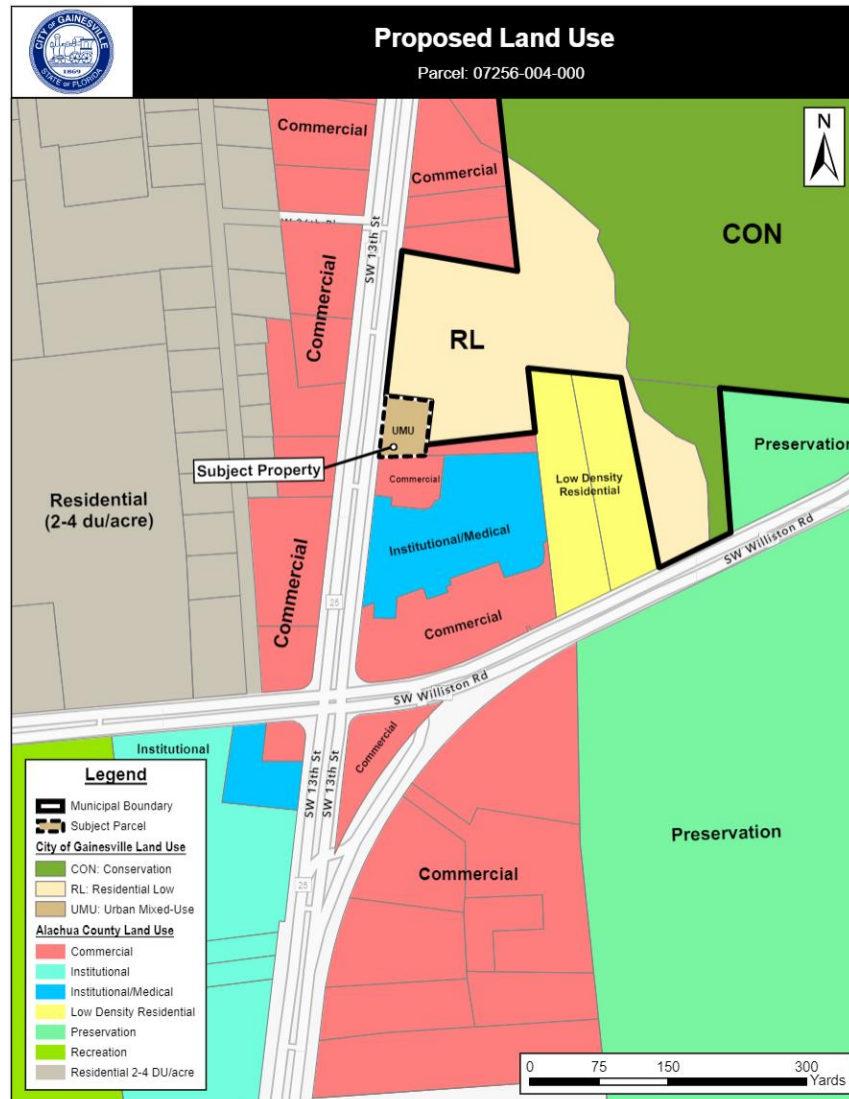 CITY OF GAINESVILLE
1869
STATE OF FLORIDA
Proposed Land Use
Parcel: 07256-004-000
N
Commercial
Commercial
SW 13th St
CON
Commercial
RL
UMU
Subject Property
Preservation
Commercial
Low Density
Residential
Residential
(2-4 du/acre)
Institutional/Medical
SW Williston Rd
Commercial
25
Commercial
SW Williston Rd
Commercial
Institutional
SW 13th St
SW 13th St
Preservation
Commercial
25
Legend
Municipal Boundary
Subject Parcel
City of Gainesville Land Use
CON: Conservation
RL: Residential Low
UMU: Urban Mixed-Use
Alachua County Land Use
Commercial
Institutional
Institutional/Medical
Low Density Residential
Preservation
Recreation
Residential 2-4 DU/acre
0 75 150 300
Yards